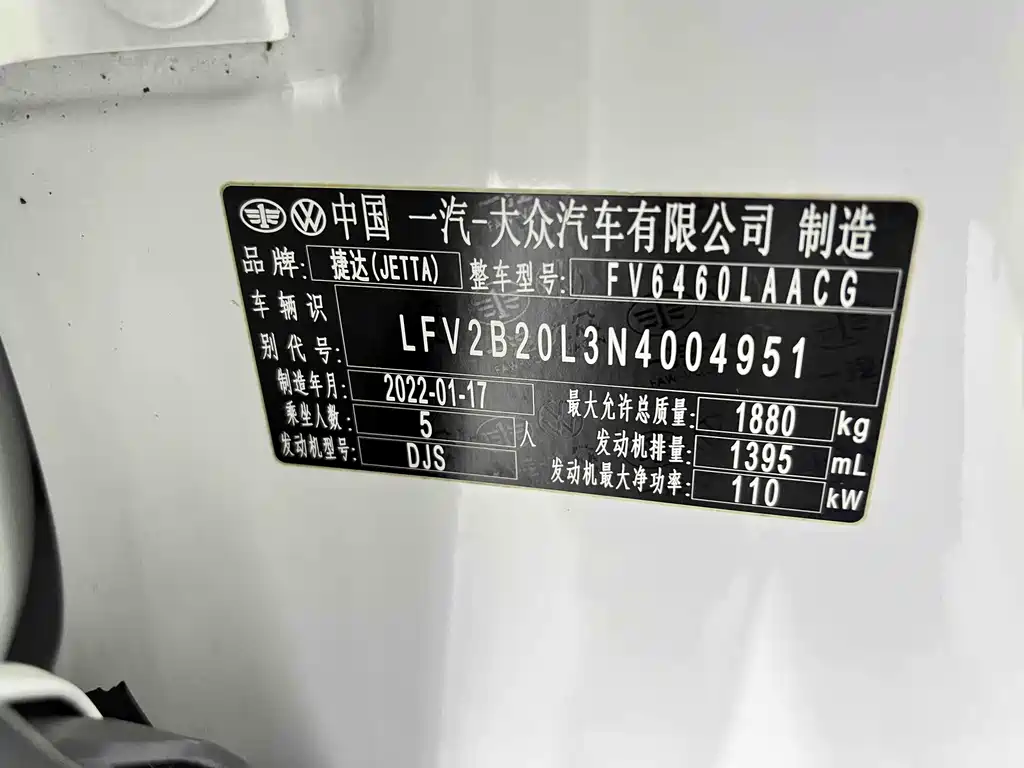 中国 一汽-大众汽车有限公司 制造
品牌: 捷达(JETTA) 整车型号: FV6460LAACG
车辆识别代号: LFV2B20L3N4004951
制造年月: 2022-01-17 最大允许总质量: 1880 kg
乘坐人数: 5 人 发动机排量: 1395 mL
发动机型号: DJS 发动机最大净功率: 110 kW